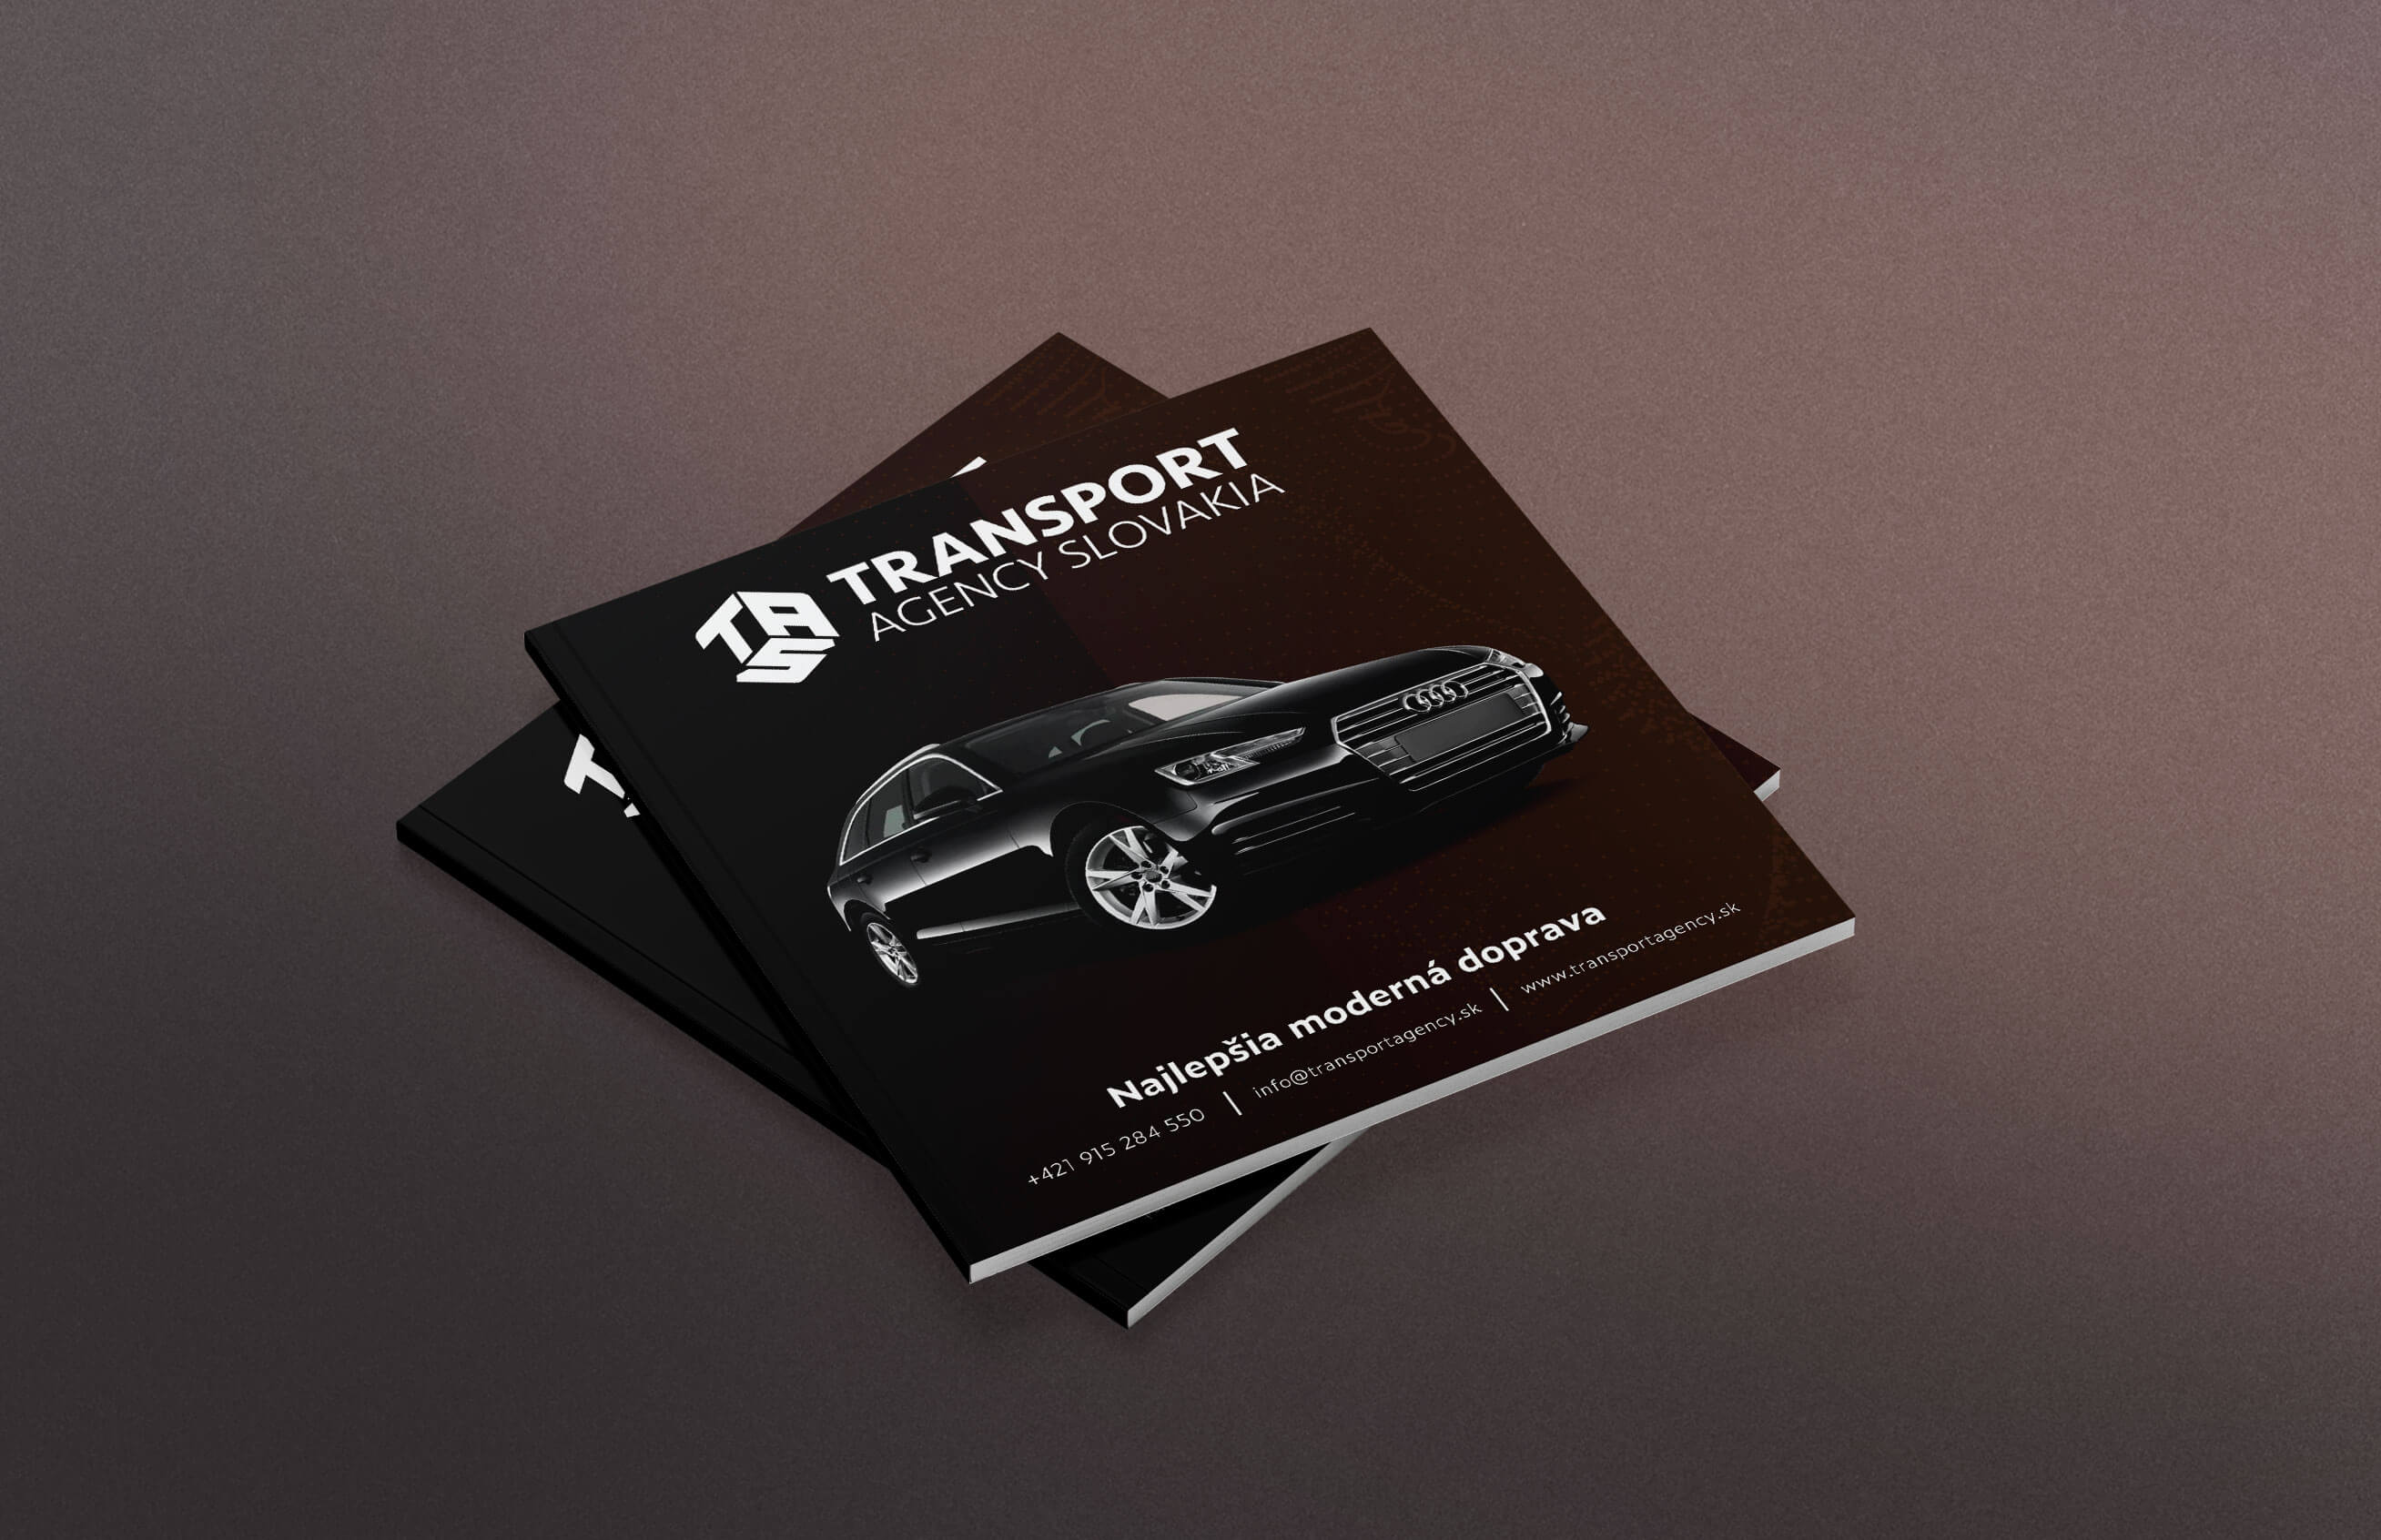 TAS
TRANSPORT
AGENCY SLOVAKIA
Najlepšia moderná doprava
+421 915 284 550 | info@transportagency.sk | www.transportagency.sk